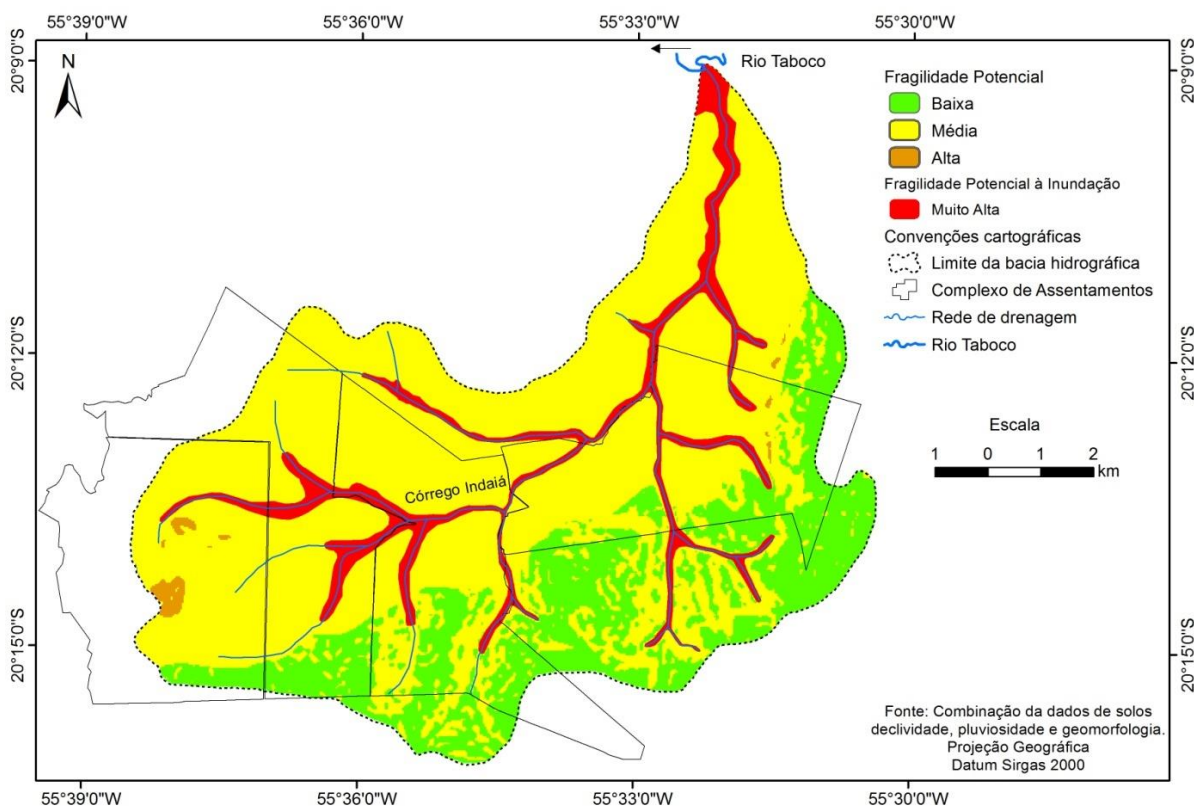 55°39'0"W
55°36'0"W
55°33'0"W
55°30'0"W
20°9'0"S
20°9'0"S
N
Rio Taboco
Fragilidade Potencial
Baixa
Média
Alta
Fragilidade Potencial à Inundação
Muito Alta
Convenções cartográficas
Limite da bacia hidrográfica
Complexo de Assentamentos
Rede de drenagem
Rio Taboco
20°12'0"S
20°12'0"S
Escala
1 0 1 2
km
Córrego Indaiá
20°15'0"S
20°15'0"S
Fonte: Combinação da dados de solos
declividade, pluviosidade e geomorfologia.
Projeção Geográfica
Datum Sirgas 2000
55°39'0"W
55°36'0"W
55°33'0"W
55°30'0"W